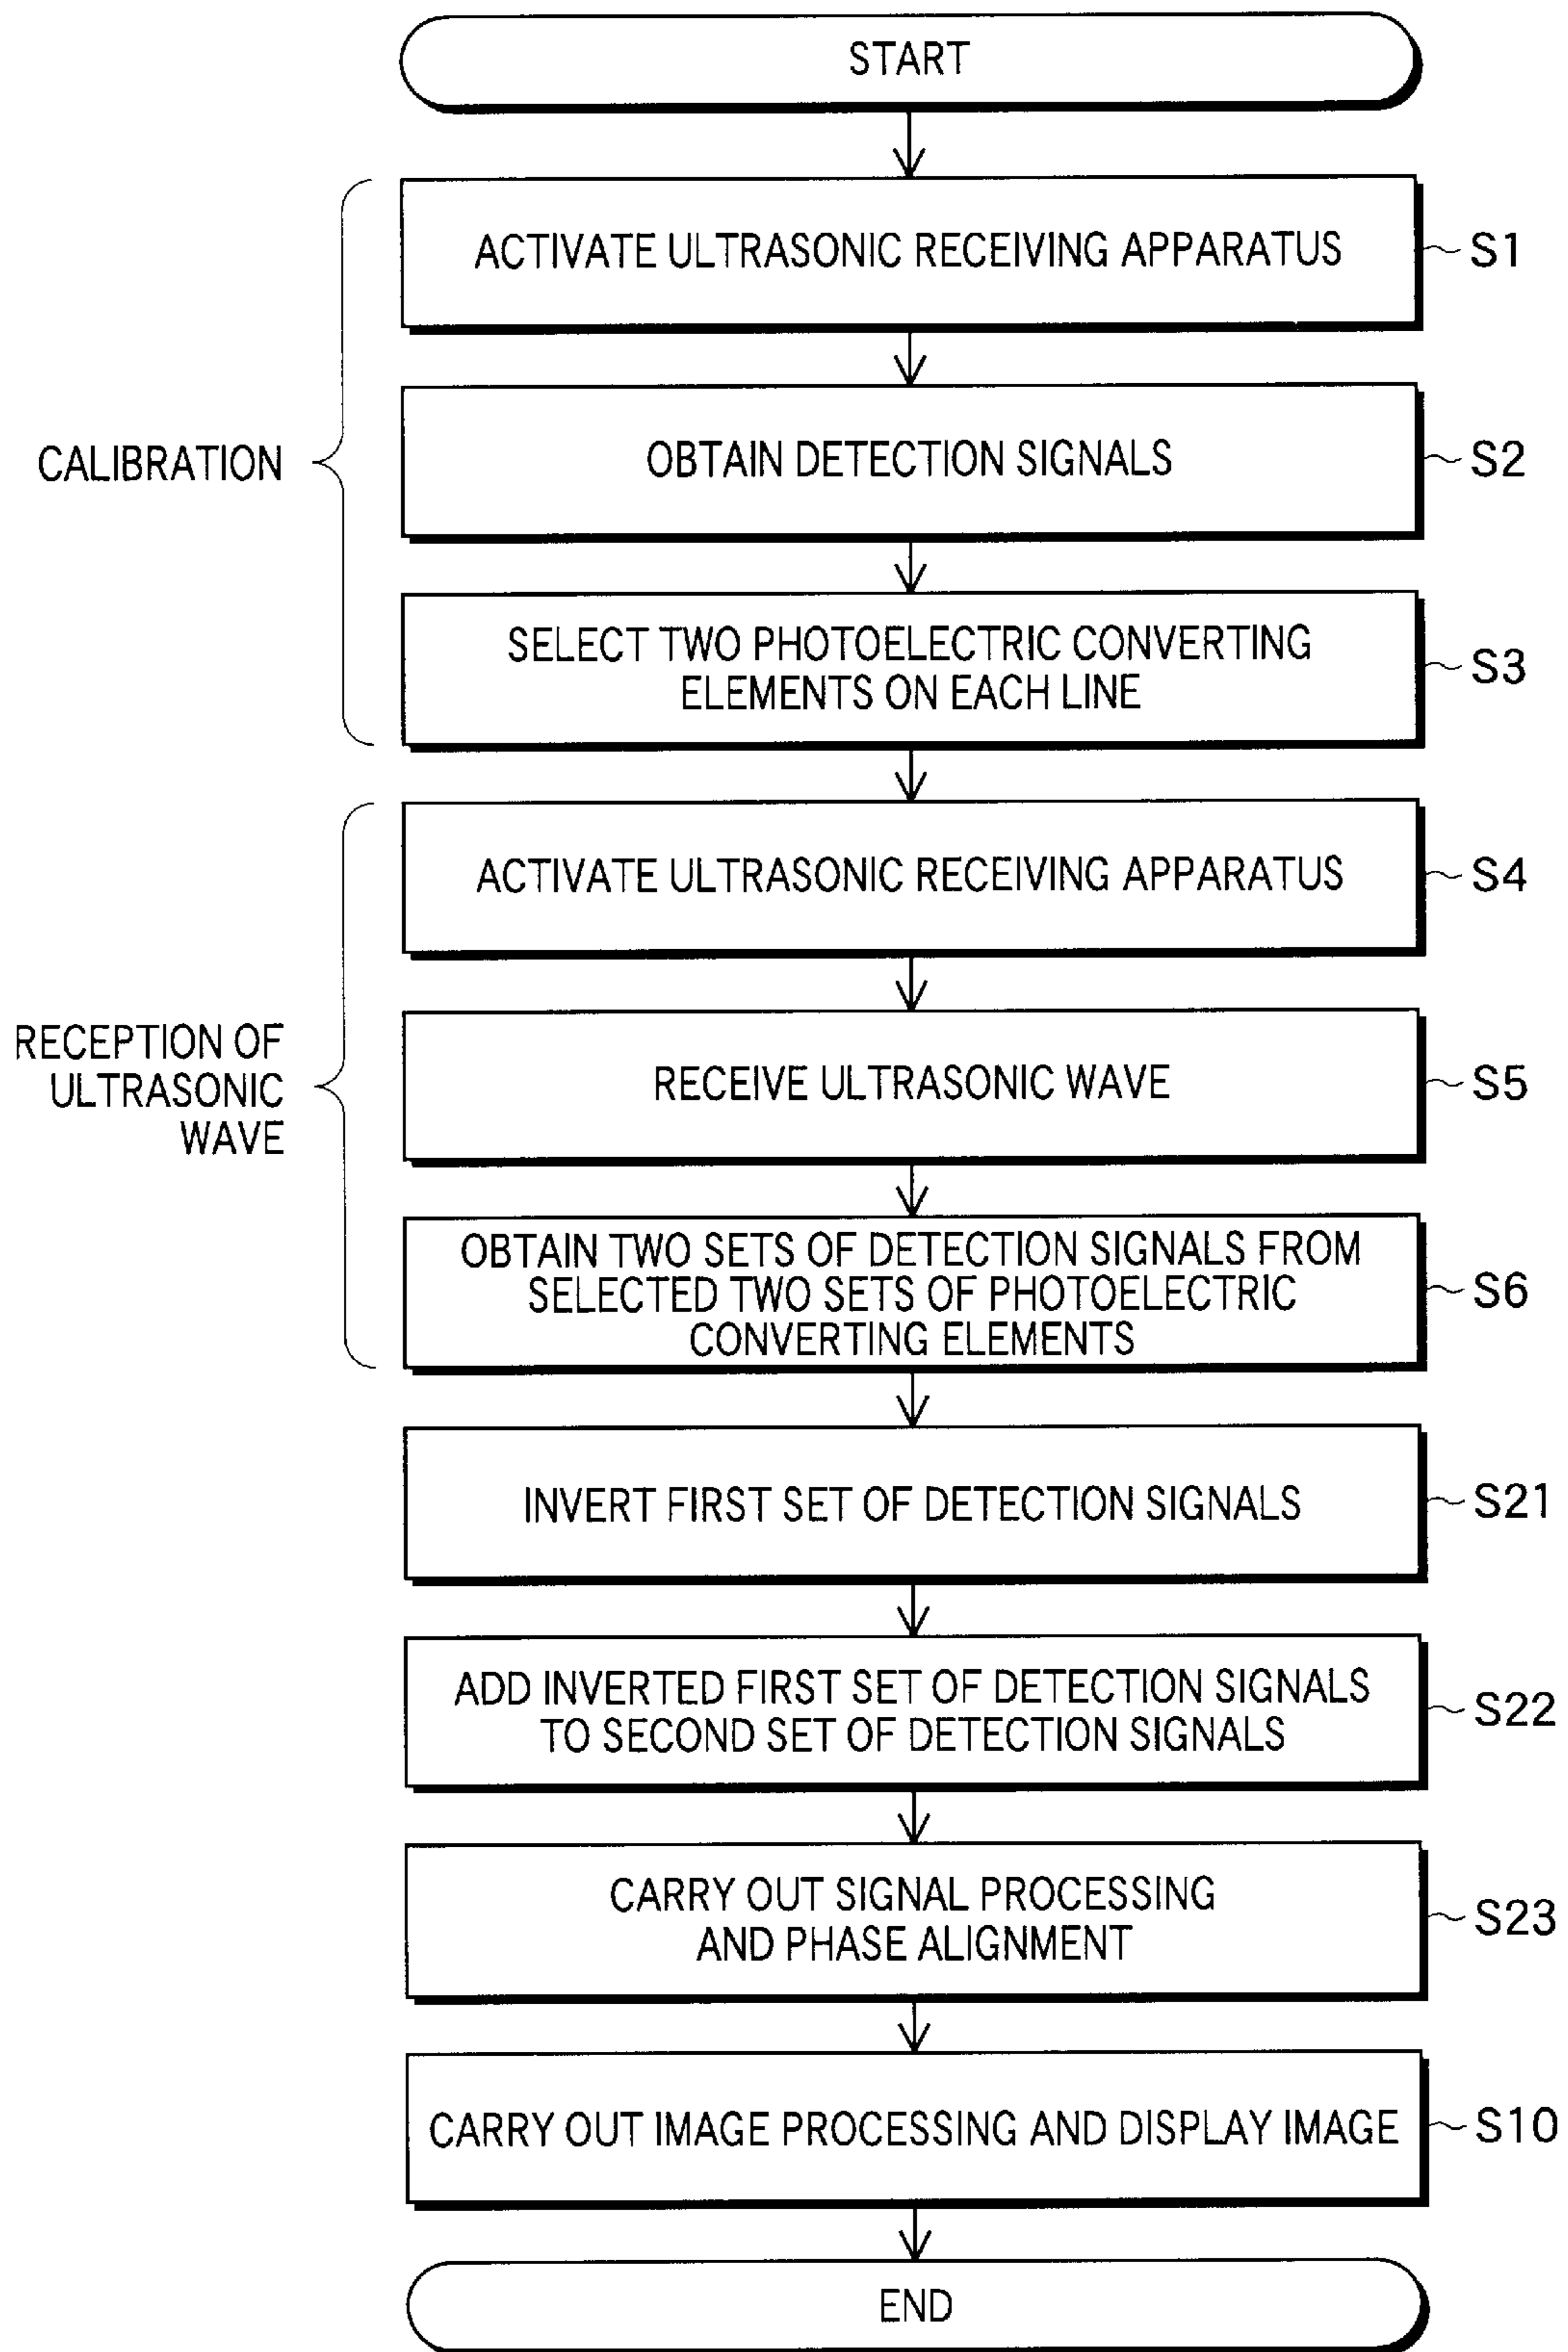 START
ACTIVATE ULTRASONIC RECEIVING APPARATUS
S1
CALIBRATION
OBTAIN DETECTION SIGNALS
S2
SELECT TWO PHOTOELECTRIC CONVERTING
ELEMENTS ON EACH LINE
S3
ACTIVATE ULTRASONIC RECEIVING APPARATUS
S4
RECEPTION OF
ULTRASONIC
WAVE
RECEIVE ULTRASONIC WAVE
S5
OBTAIN TWO SETS OF DETECTION SIGNALS FROM
SELECTED TWO SETS OF PHOTOELECTRIC
CONVERTING ELEMENTS
S6
INVERT FIRST SET OF DETECTION SIGNALS
S21
ADD INVERTED FIRST SET OF DETECTION SIGNALS
TO SECOND SET OF DETECTION SIGNALS
S22
CARRY OUT SIGNAL PROCESSING
AND PHASE ALIGNMENT
S23
CARRY OUT IMAGE PROCESSING AND DISPLAY IMAGE
S10
END